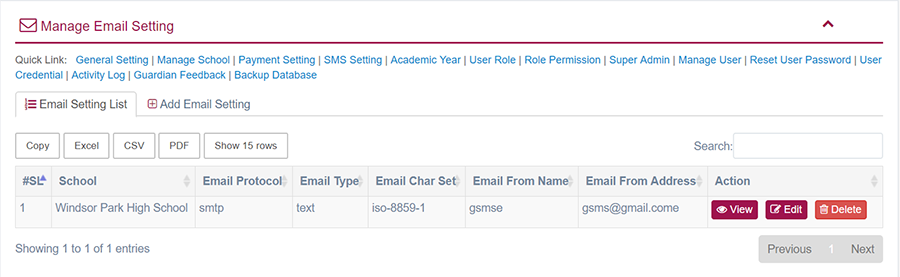 Manage Email Setting
Quick Link: General Setting | Manage School | Payment Setting | SMS Setting | Academic Year | User Role | Role Permission | Super Admin | Manage User | Reset User Password | User
Credential | Activity Log | Guardian Feedback | Backup Database
Email Setting List Add Email Setting
Copy Excel CSV PDF Show 15 rows Search:
#SL School Email Protocol Email Type Email Char Set Email From Name Email From Address Action
1 Windsor Park High School smtp text iso-8859-1 gsmse gsms@gmail.come View Edit Delete
Showing 1 to 1 of 1 entries Previous 1 Next